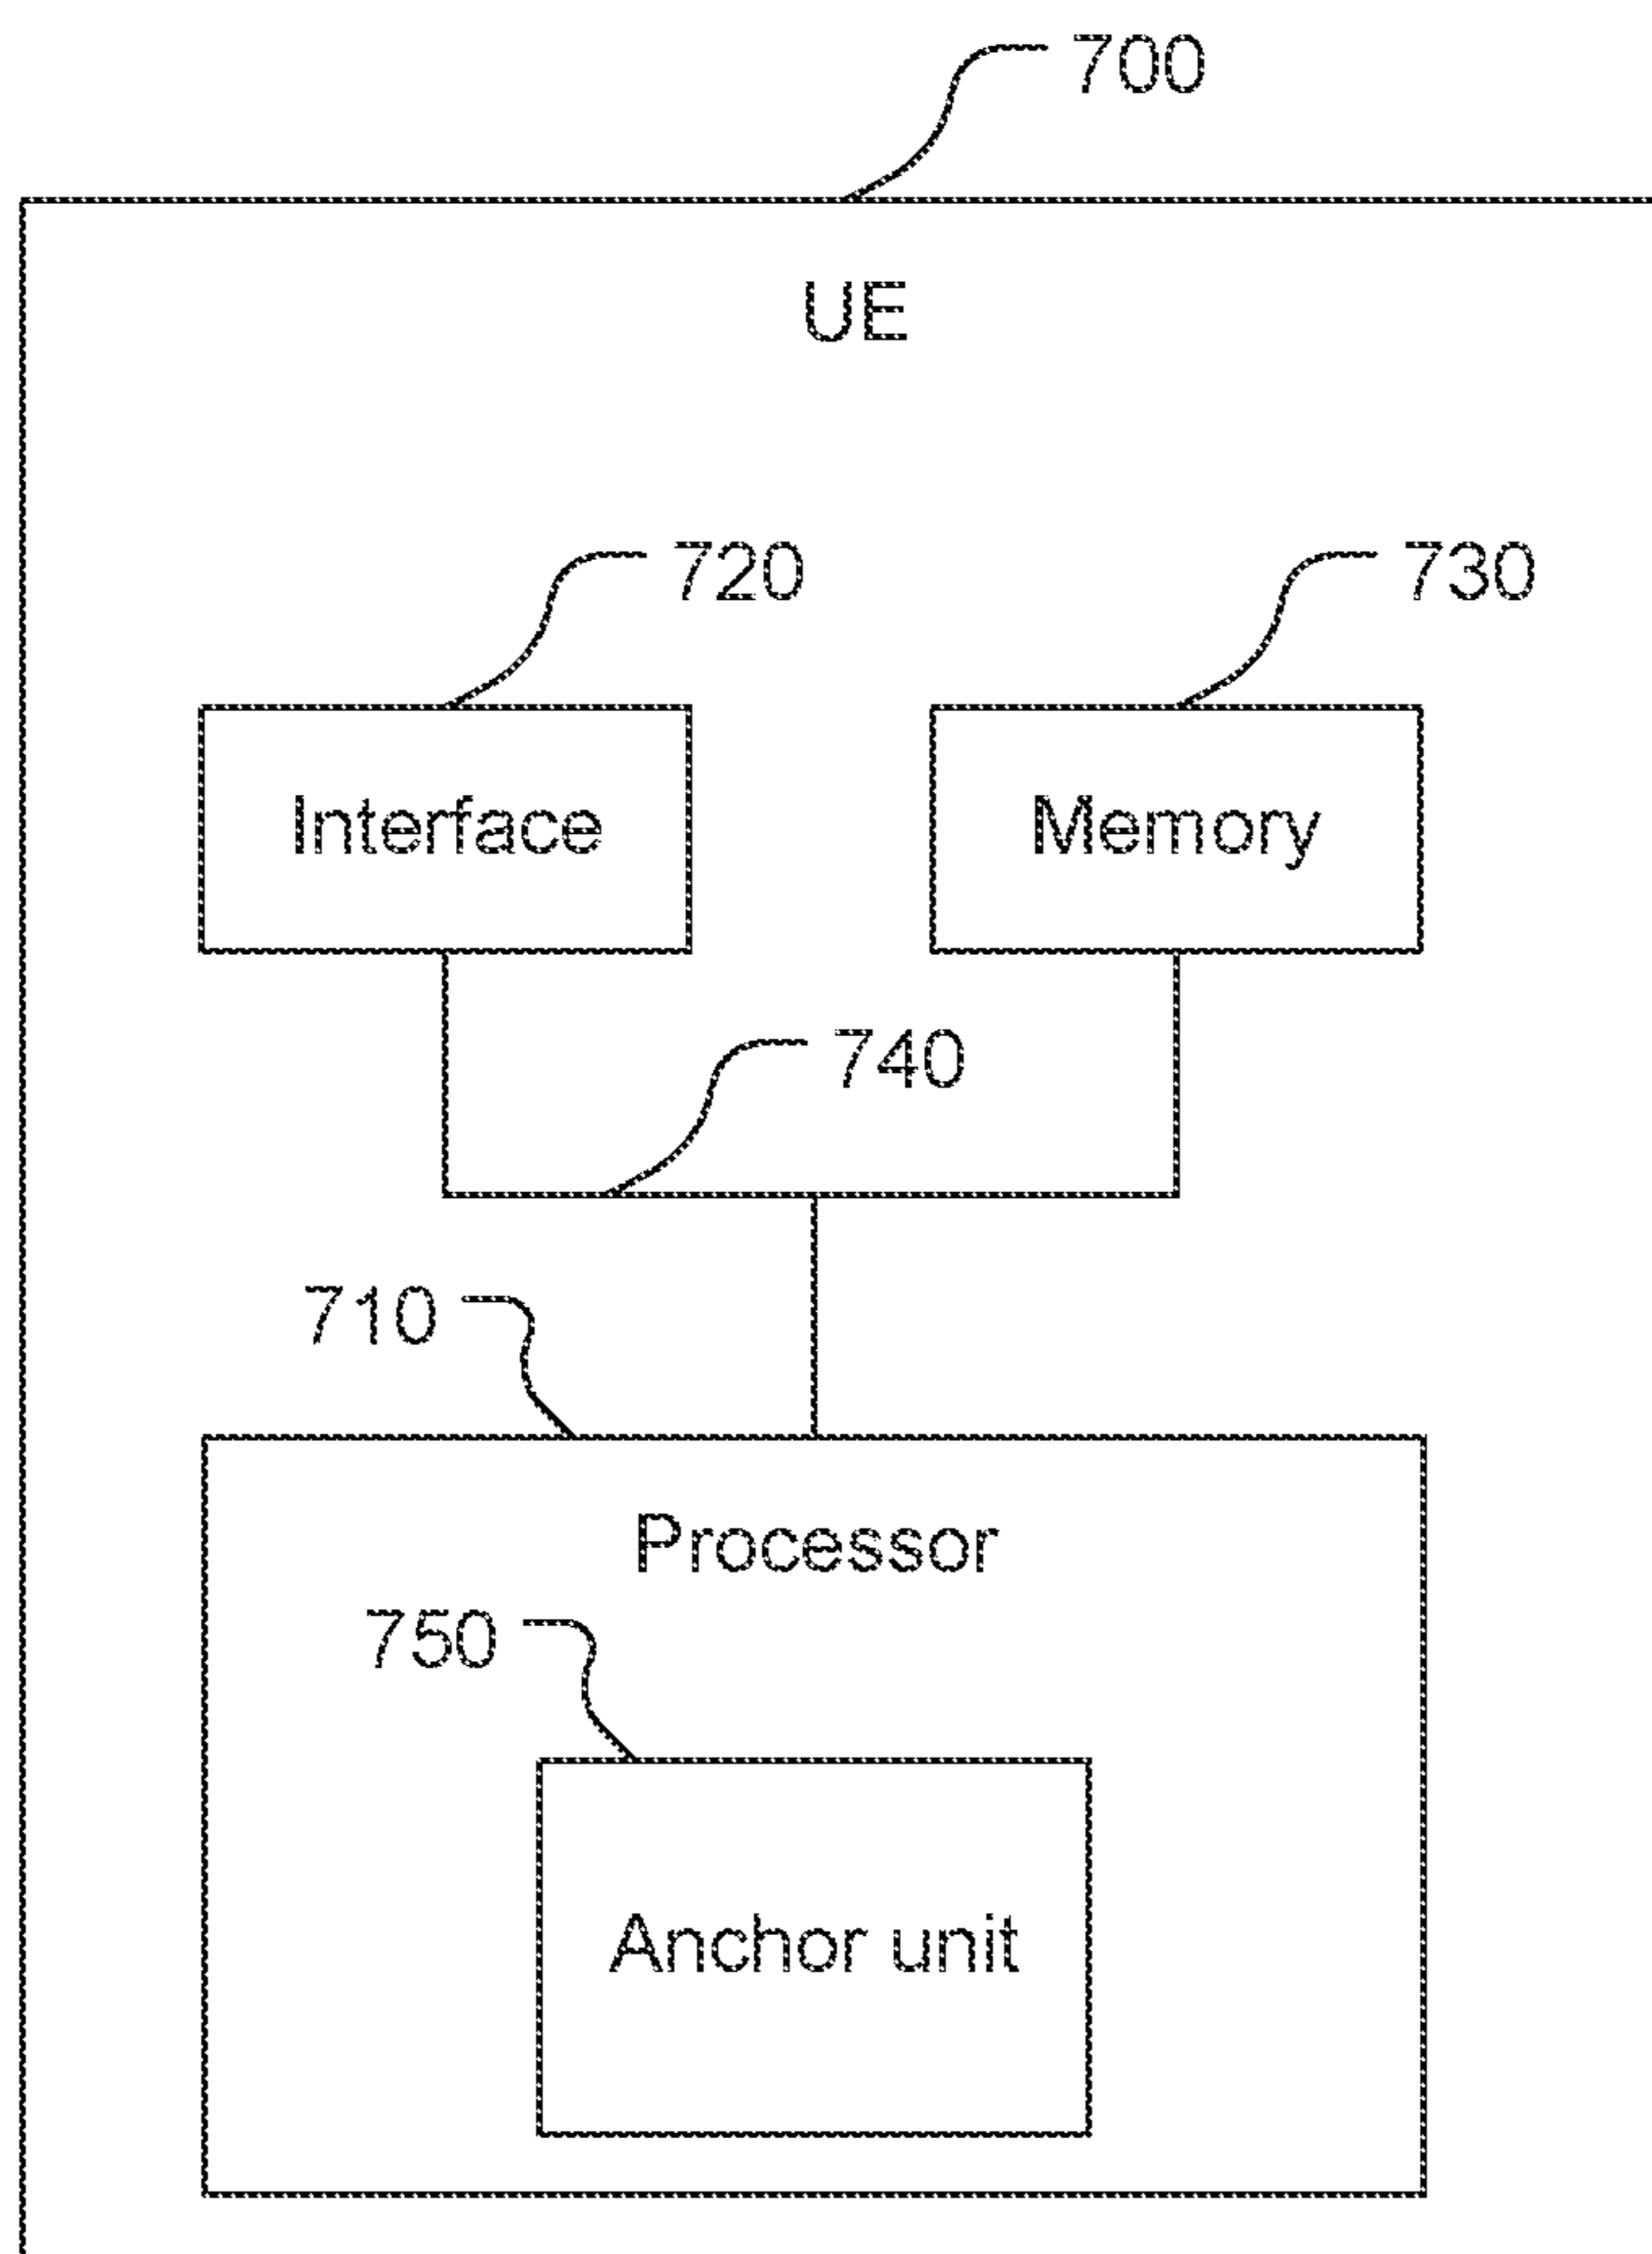 700
UE
720
730
Interface
Memory
740
710
Processor
750
Anchor unit